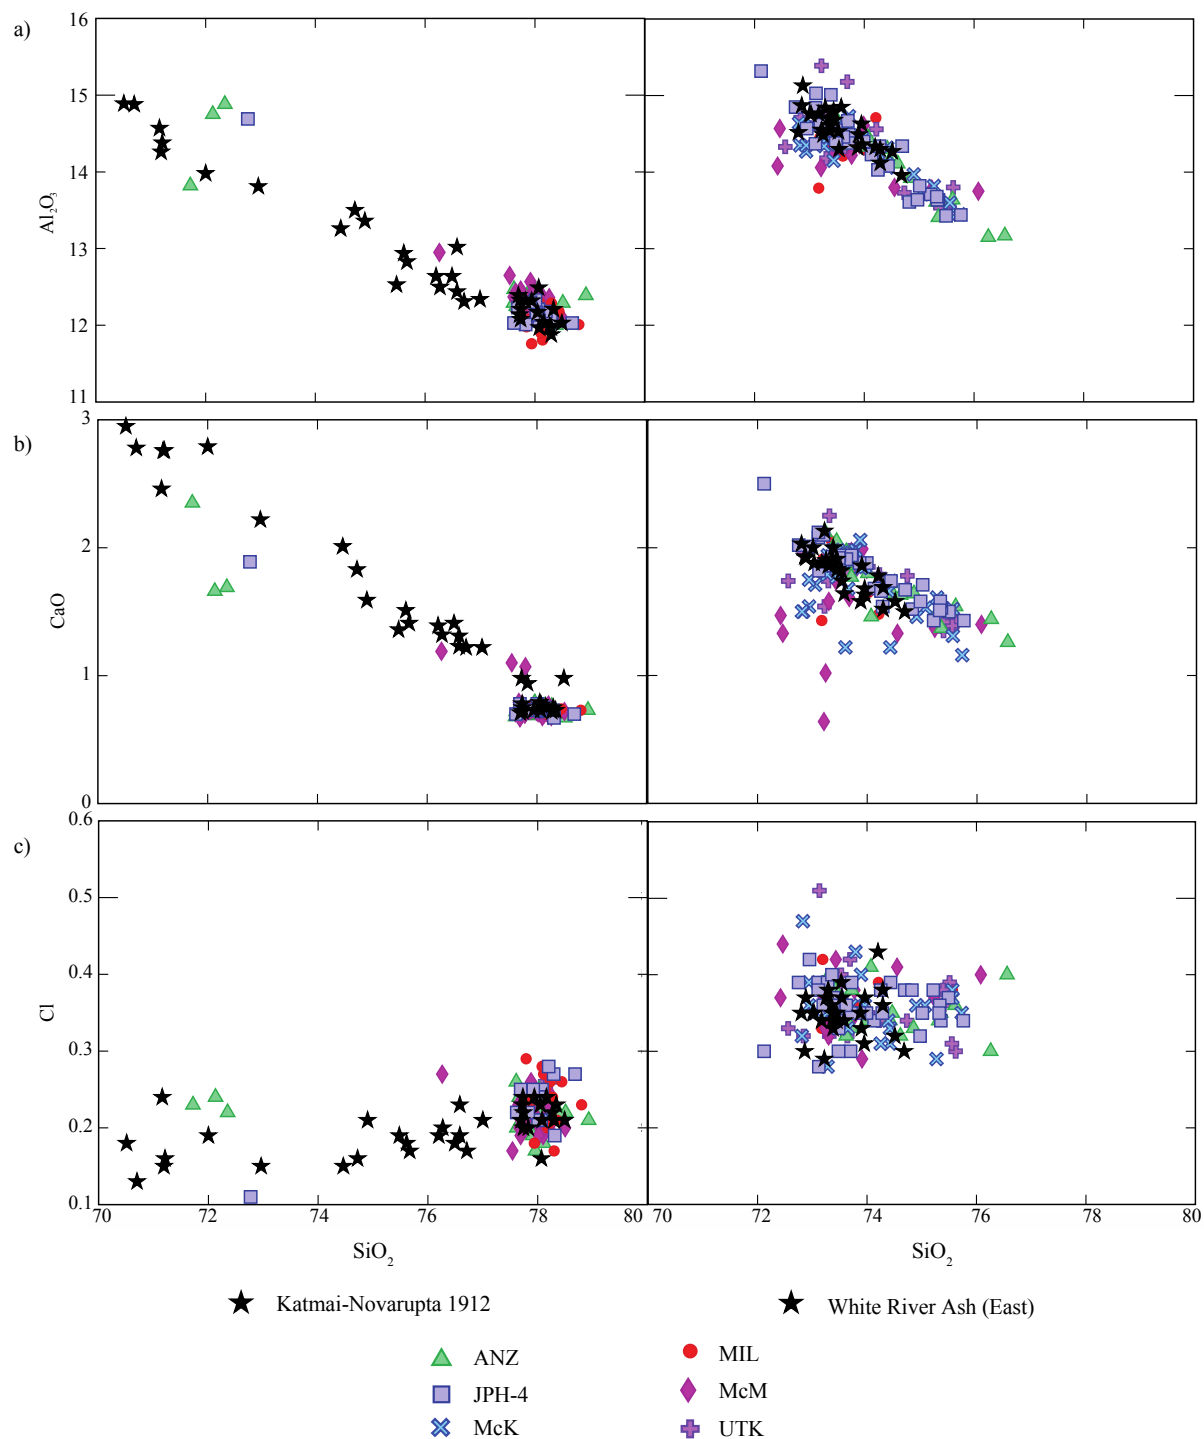 a)
16
15
14
13
12
11
Al2O3
b)
3
2
1
0
CaO
c)
0.6
0.5
0.4
0.3
0.2
0.1
Cl
70 72 74 76 78 80 70 72 74 76 78 80
SiO2 SiO2
Katmai-Novarupta 1912 White River Ash (East)
ANZ MIL
JPH-4 McM
McK UTK